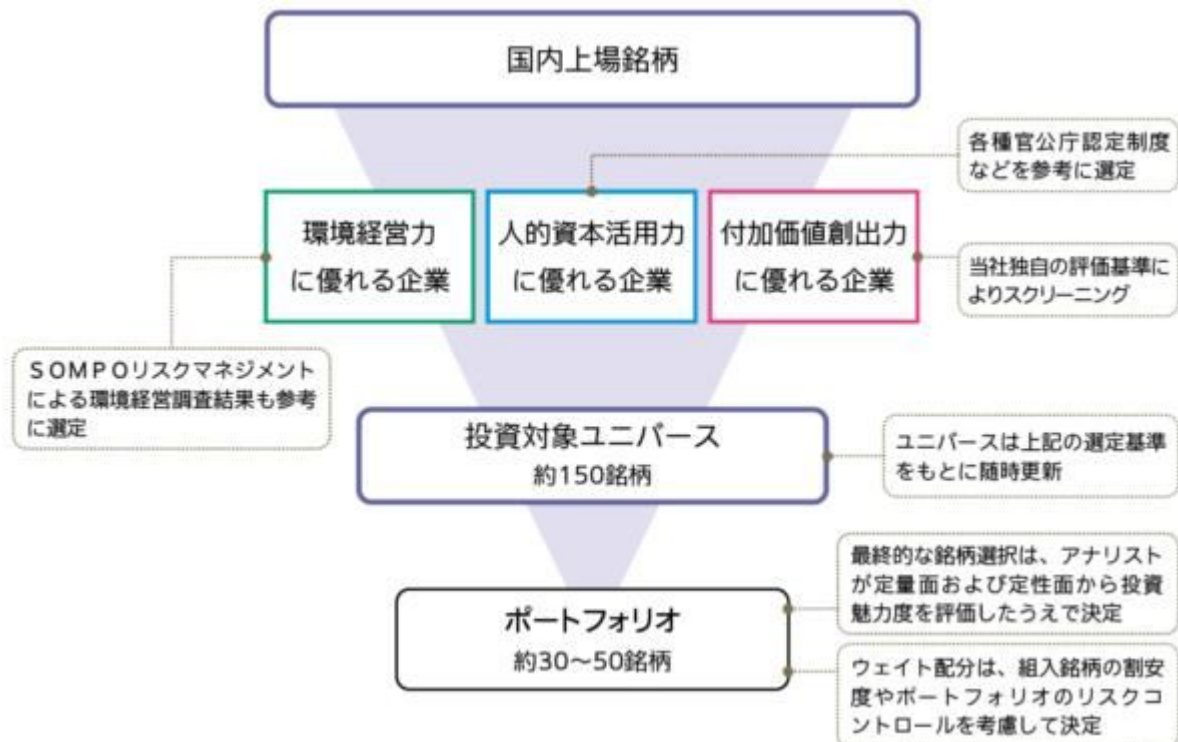 国内上場銘柄
各種官公庁認定制度
などを参考に選定
環境経営力
に優れる企業
人的資本活用力
に優れる企業
付加価値創出力
に優れる企業
当社独自の評価基準に
よりスクリーニング
SOMPOリスクマネジメント
による環境経営調査結果も参考
に選定
投資対象ユニバース
約150銘柄
ユニバースは上記の選定基準
をもとに随時更新
最終的な銘柄選択は、アナリスト
が定量面および定性面から投資
魅力度を評価したうえで決定
ポートフォリオ
約30～50銘柄
ウェイト配分は、組入銘柄の割安
度やポートフォリオのリスクコ
ントロールを考慮して決定